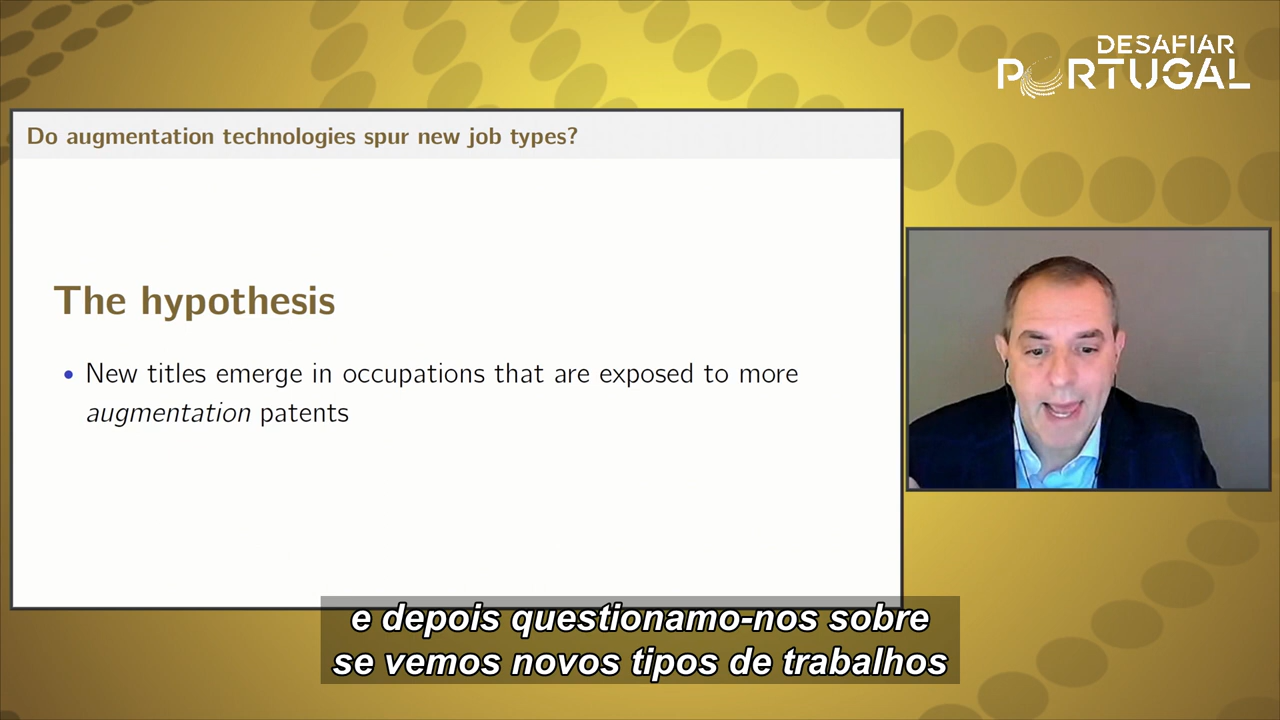 DESAFIAR
PORTUGAL
Do augmentation technologies spur new job types?
The hypothesis
• New titles emerge in occupations that are exposed to more
augmentation patents
e depois questionamo-nos sobre
se vemos novos tipos de trabalhos